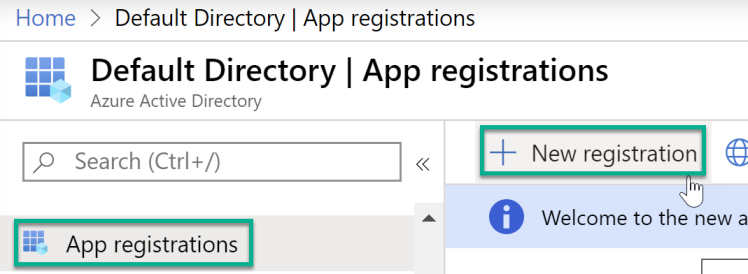 Home > Default Directory | App registrations
Default Directory | App registrations
Azure Active Directory
Search (Ctrl+/)
«
+ New registration
Welcome to the new a
App registrations